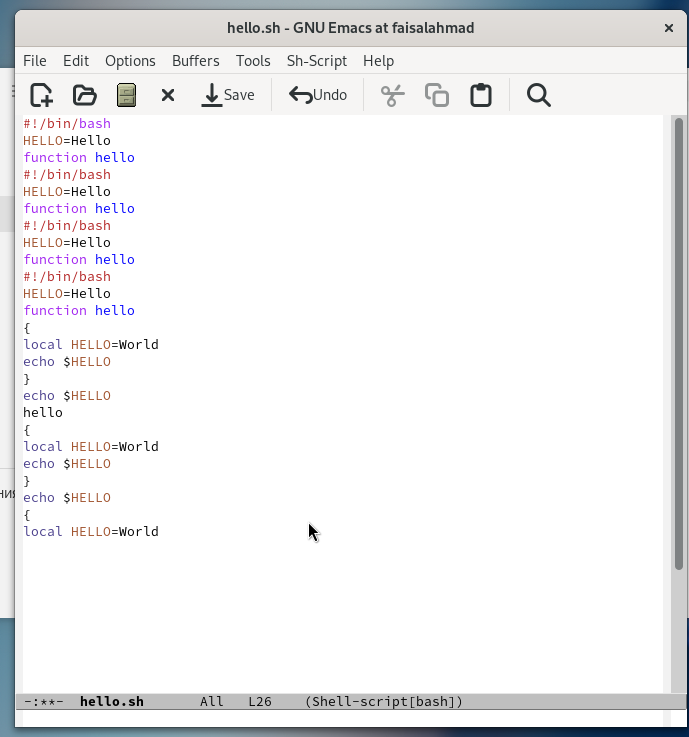 hello.sh - GNU Emacs at faisalahmad
File Edit Options Buffers Tools Sh-Script Help
Save Undo
#!/bin/bash
HELLO=Hello
function hello
#!/bin/bash
HELLO=Hello
function hello
#!/bin/bash
HELLO=Hello
function hello
#!/bin/bash
HELLO=Hello
function hello
{
local HELLO=World
echo $HELLO
}
echo $HELLO
hello
{
local HELLO=World
echo $HELLO
}
echo $HELLO
{
local HELLO=World
-:**- hello.sh All L26 (Shell-script[bash])